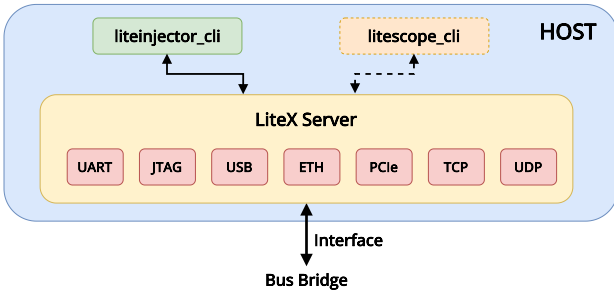 HOST
liteinjector_cli
litescope_cli
LiteX Server
UART
JTAG
USB
ETH
PCIe
TCP
UDP
Interface
Bus Bridge